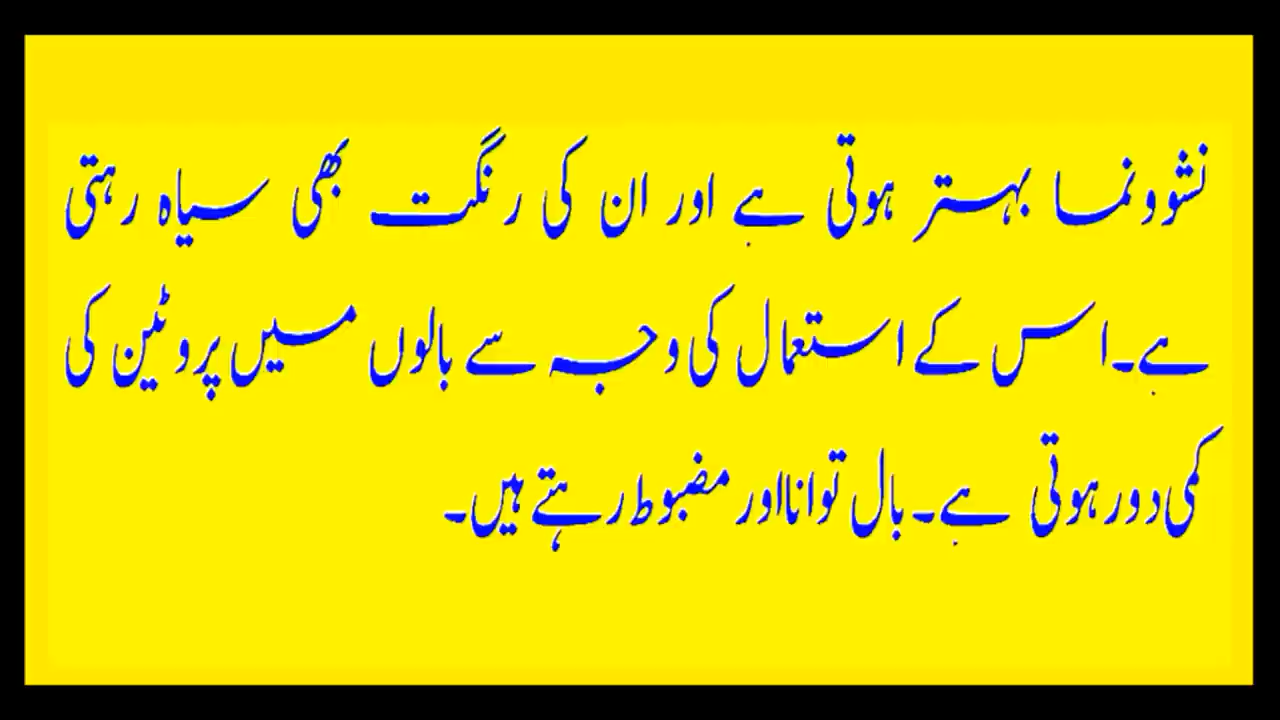 نشوونما بہتر ہوتی ہے اور ان کی رنگت بھی سیاہ رہتی
ہے۔اس کے استعمال کی وجہ سے بالوں میں پروٹین کی
کمی دور ہوتی ہے۔بال توانا اور مضبوط رہتے ہیں۔